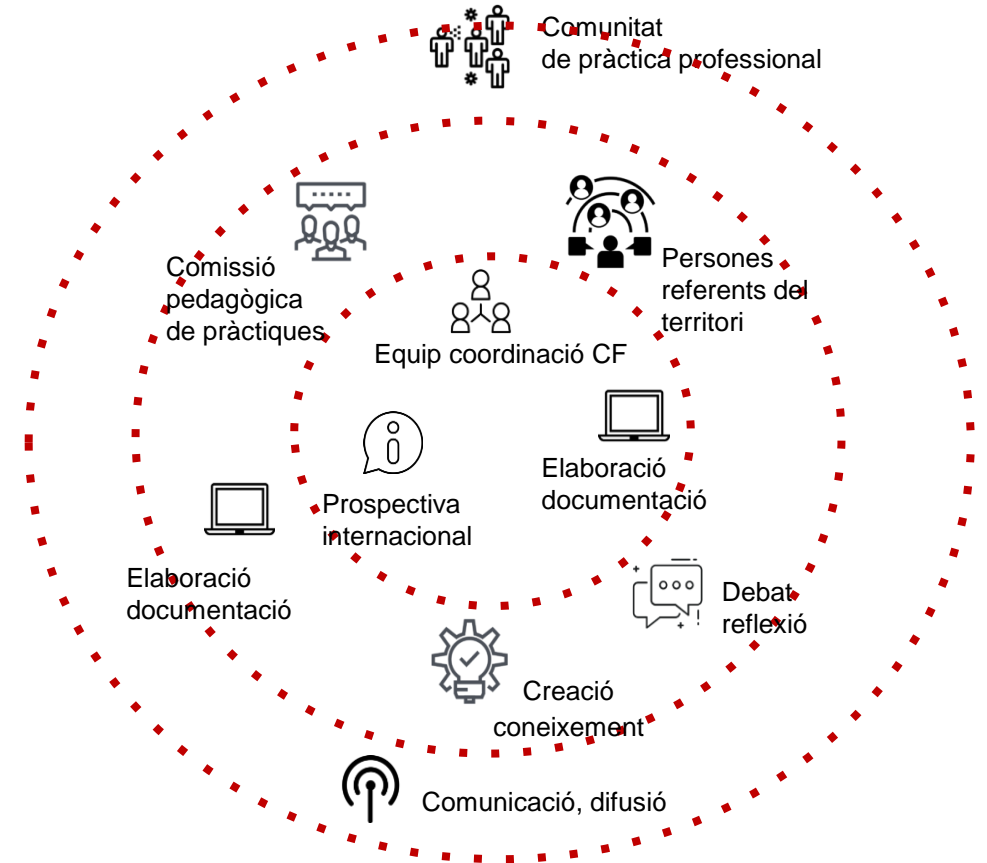 Comunitat
de pràctica professional
Comissió
pedagògica
de pràctiques
Persones
referents del
territori
Equip coordinació CF
Prospectiva
internacional
Elaboració
documentació
Elaboració
documentació
Debat
reflexió
Creació
coneixement
Comunicació, difusió